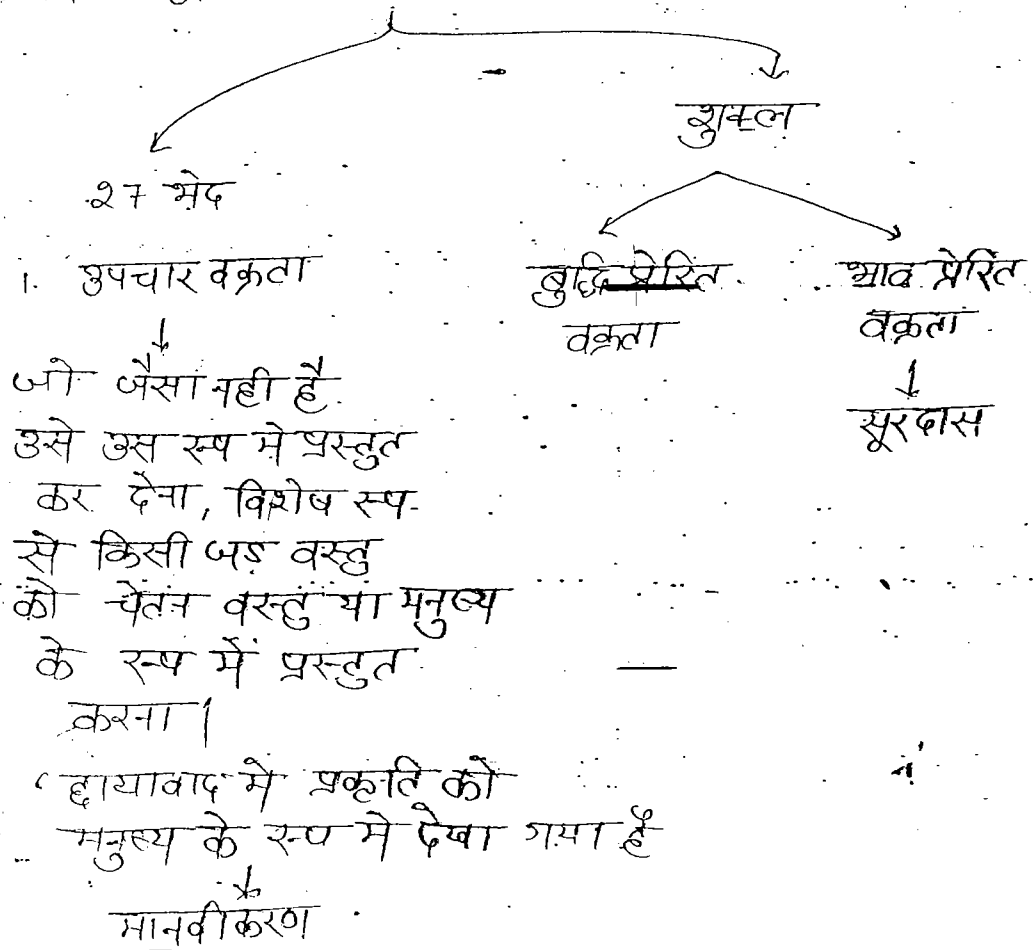 शुक्ल
27 भेद
1. उपचार वक्रता
↓
जो जैसा नही है
उसे उस रूप मे प्रस्तुत
कर देना, विशेष रूप
से किसी जड़ वस्तु
को चेतन वस्तु या मनुष्य
के रूप में प्रस्तुत
करना।
छायावाद मे प्रकृति को
मनुष्य के रूप मे देखा गया है
↓
मानवीकरण
बुद्धि प्रेरित
वक्रता
भाव प्रेरित
वक्रता
↓
सूरदास